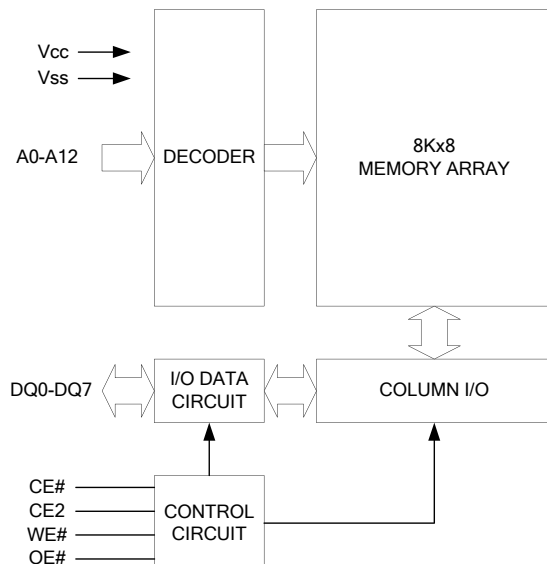 Vcc
Vss
A0-A12
DECODER
8Kx8
MEMORY ARRAY
DQ0-DQ7
I/O DATA
CIRCUIT
COLUMN I/O
CE#
CE2
WE#
OE#
CONTROL
CIRCUIT